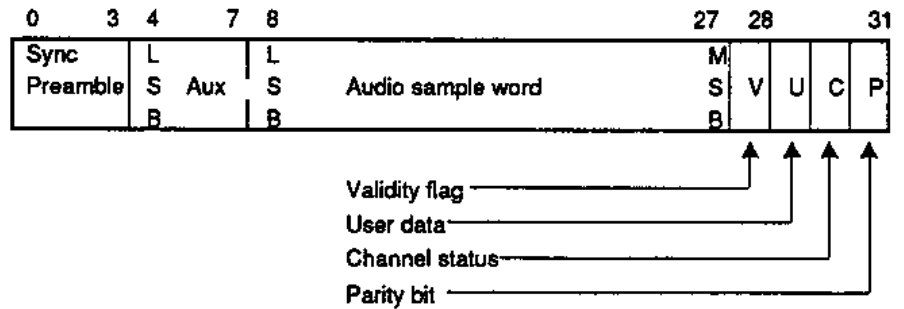 0 3 4 7 8 27 28 31
Sync
Preamble
L
S
B
Aux
L
S
B
Audio sample word
M
S
B
V
U
C
P
Validity flag
User data
Channel status
Parity bit